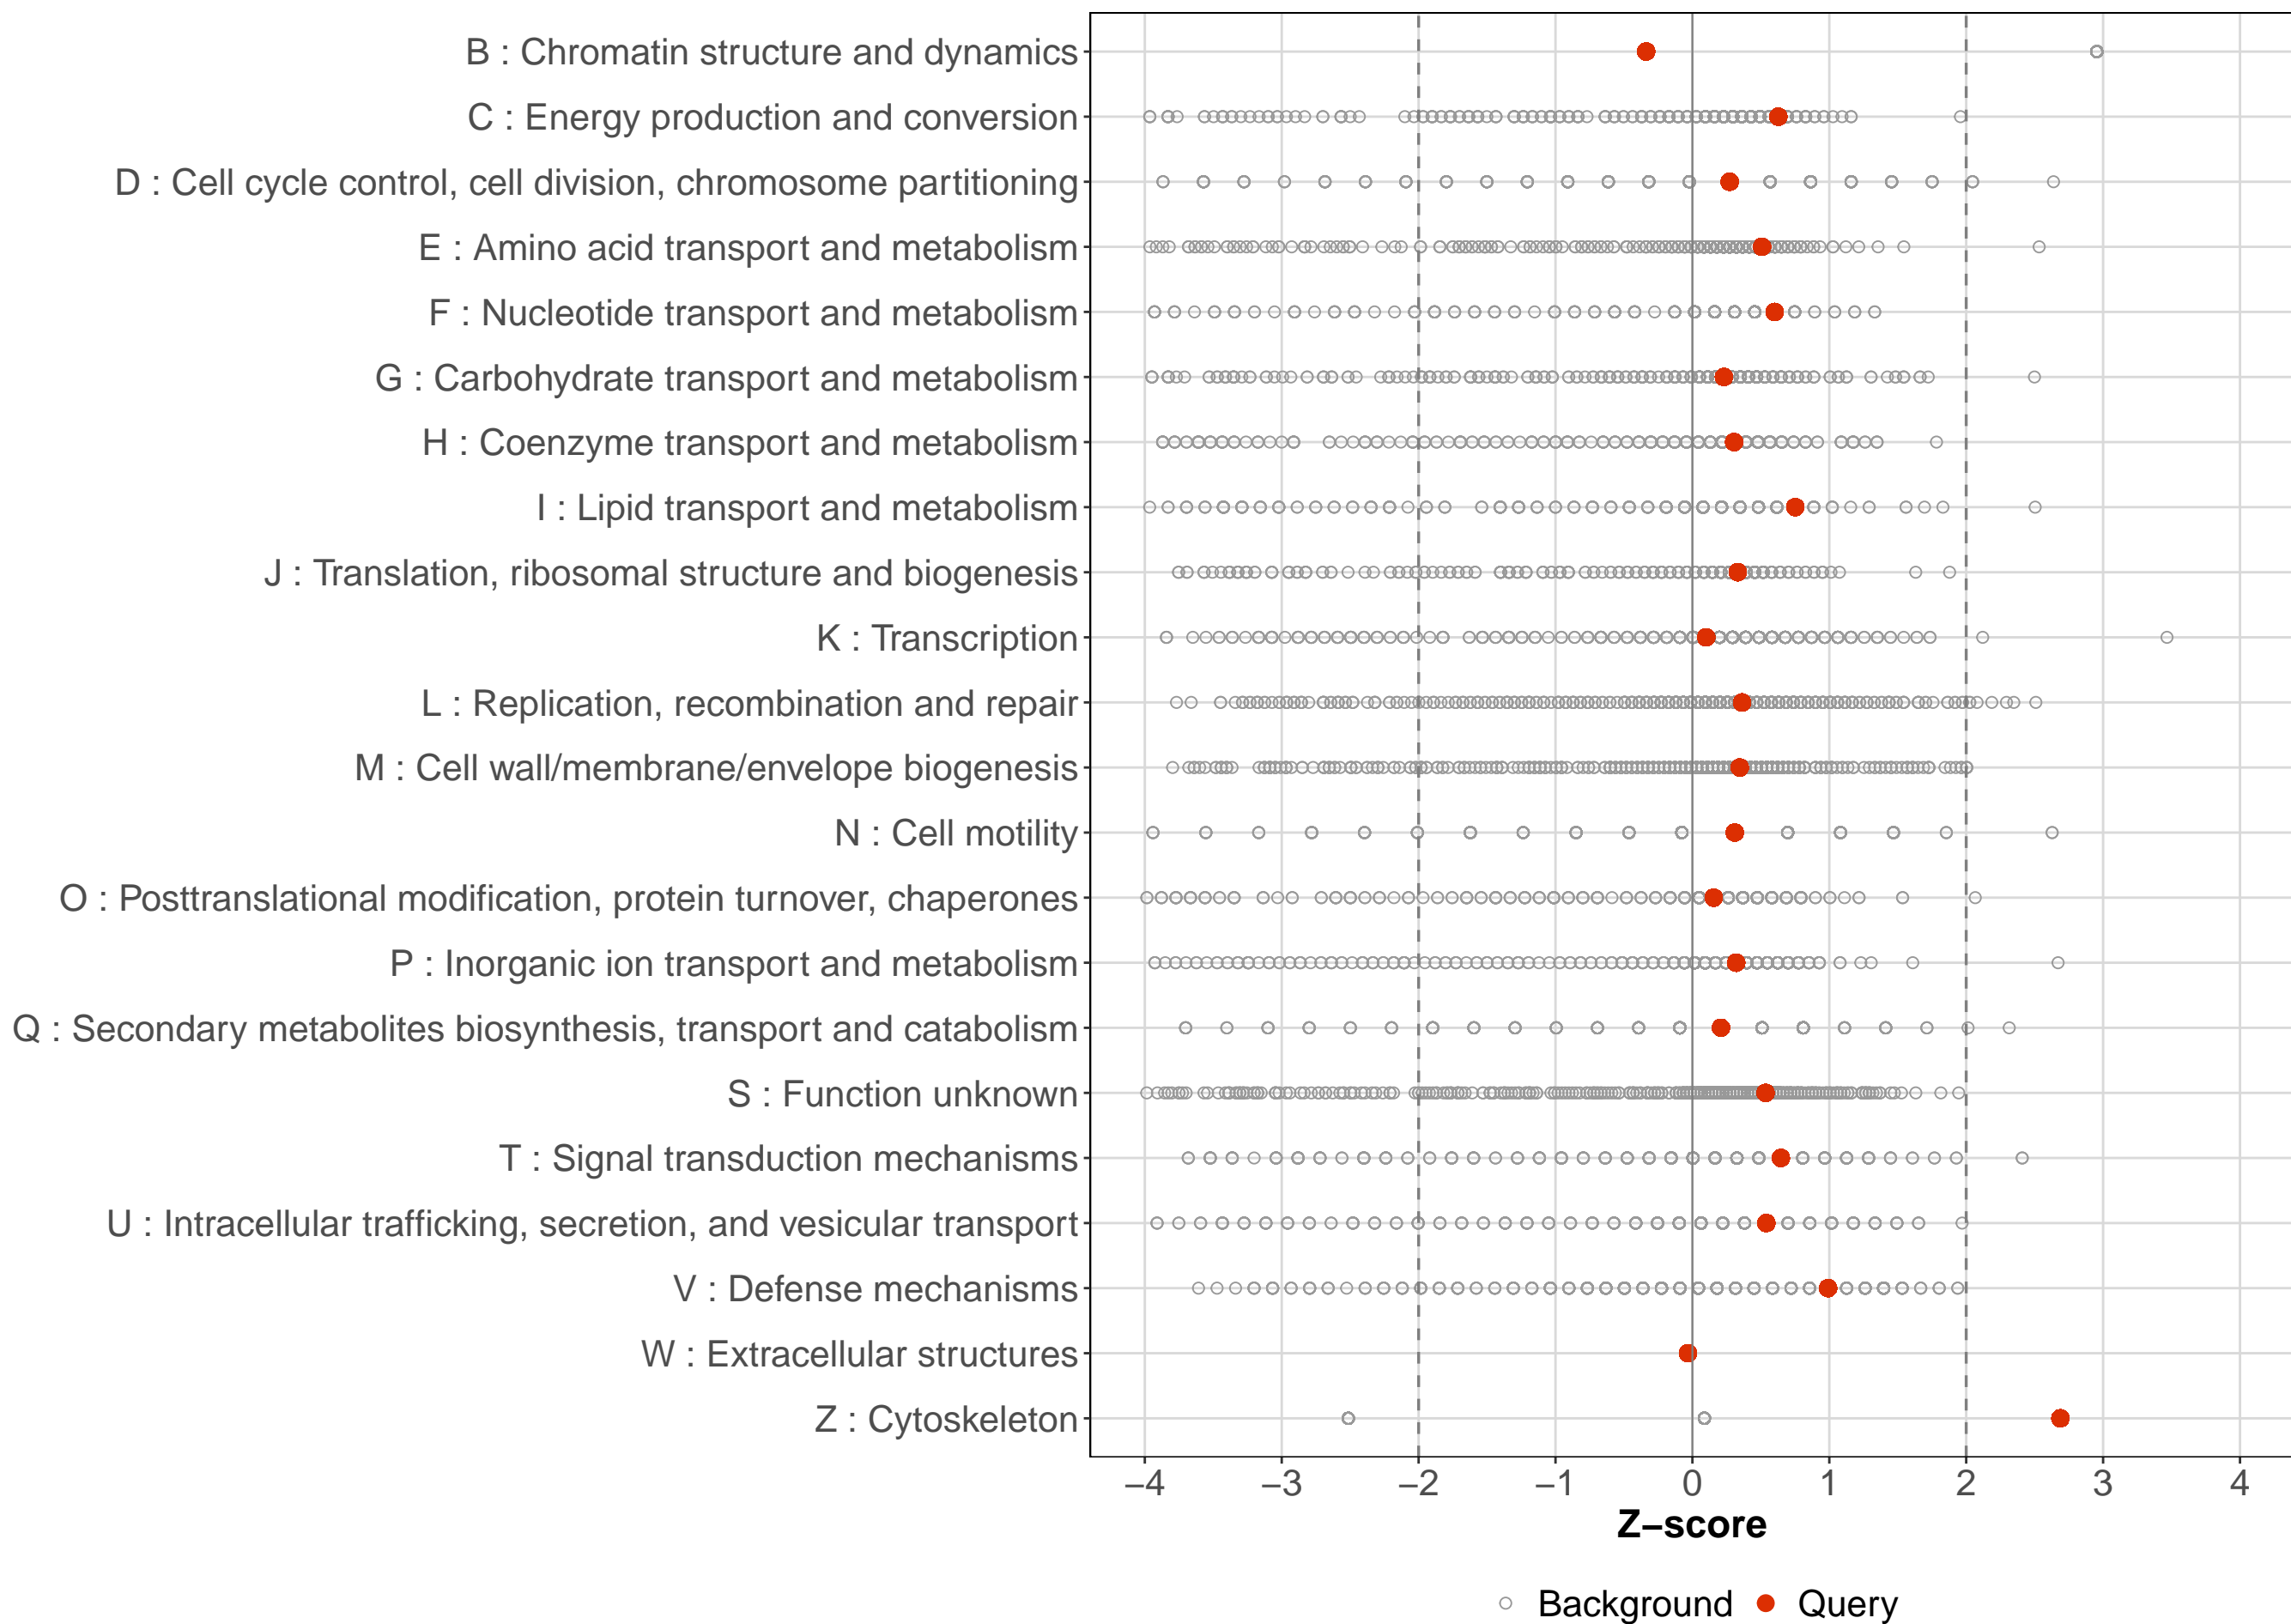 B : Chromatin structure and dynamics
C : Energy production and conversion
D : Cell cycle control, cell division, chromosome partitioning
E : Amino acid transport and metabolism
F : Nucleotide transport and metabolism
G : Carbohydrate transport and metabolism
H : Coenzyme transport and metabolism
I : Lipid transport and metabolism
J : Translation, ribosomal structure and biogenesis
K : Transcription
L : Replication, recombination and repair
M : Cell wall/membrane/envelope biogenesis
N : Cell motility
O : Posttranslational modification, protein turnover, chaperones
P : Inorganic ion transport and metabolism
Q : Secondary metabolites biosynthesis, transport and catabolism
S : Function unknown
T : Signal transduction mechanisms
U : Intracellular trafficking, secretion, and vesicular transport
V : Defense mechanisms
W : Extracellular structures
Z : Cytoskeleton
−4 −3 −2 −1 0 1 2 3 4
Z−score
Background Query